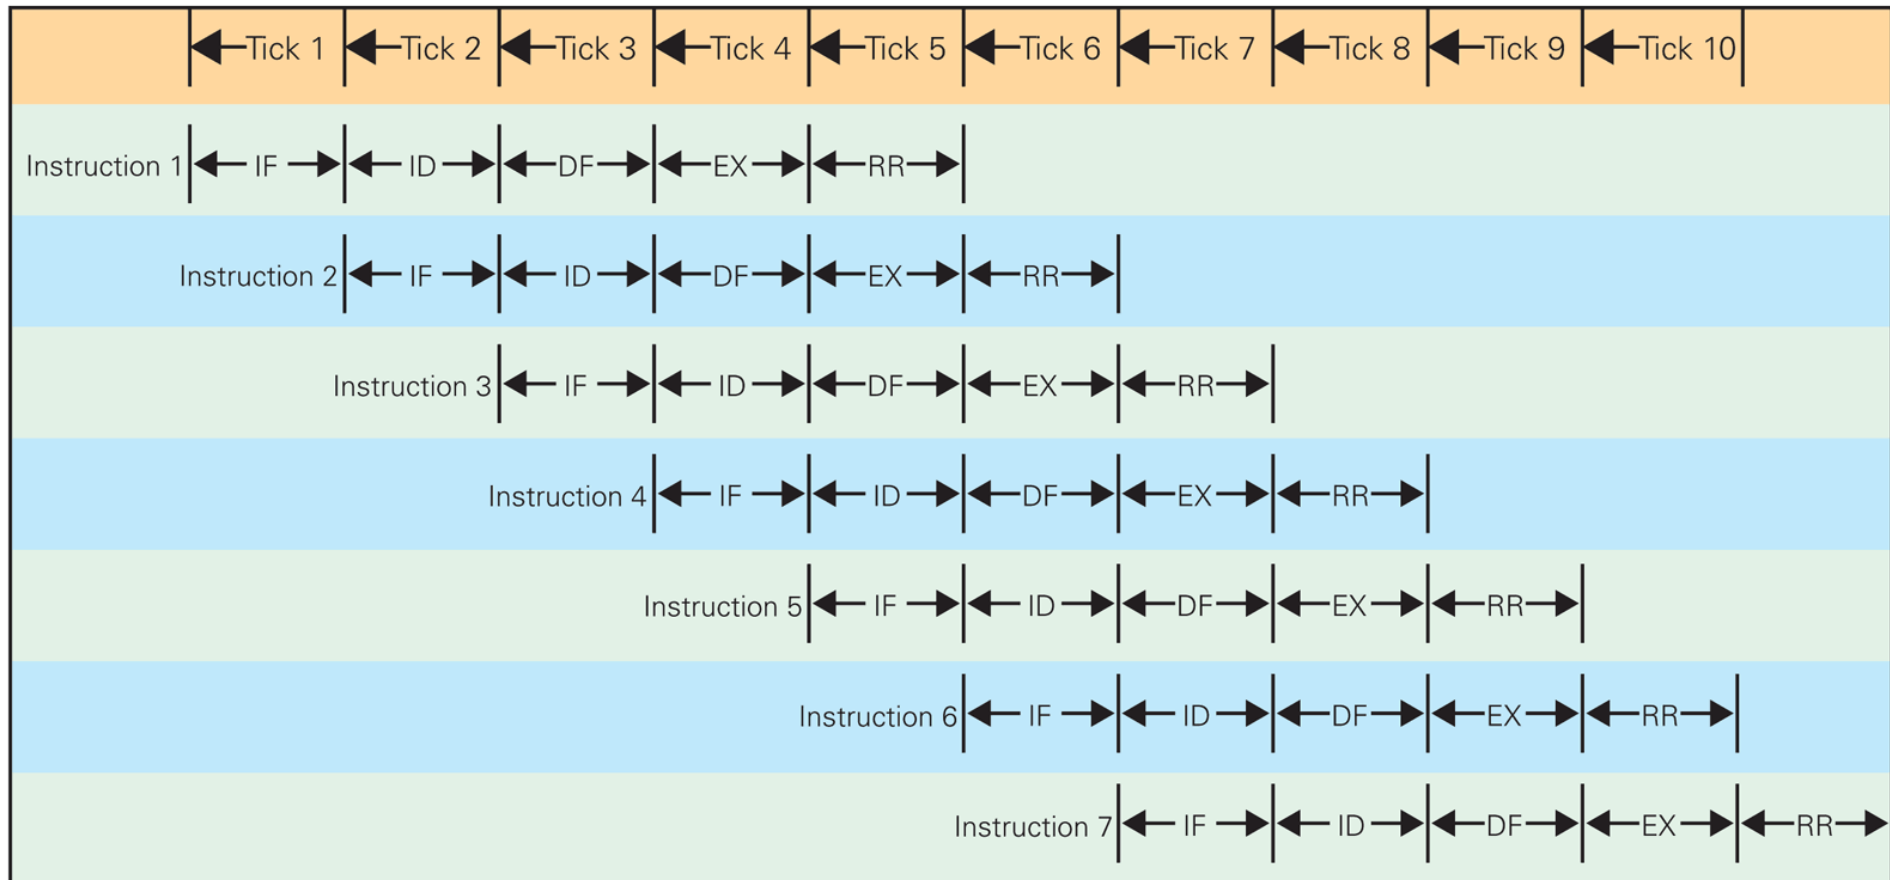 Tick 1 Tick 2 Tick 3 Tick 4 Tick 5 Tick 6 Tick 7 Tick 8 Tick 9 Tick 10
Instruction 1 IF ID DF EX RR
Instruction 2 IF ID DF EX RR
Instruction 3 IF ID DF EX RR
Instruction 4 IF ID DF EX RR
Instruction 5 IF ID DF EX RR
Instruction 6 IF ID DF EX RR
Instruction 7 IF ID DF EX RR